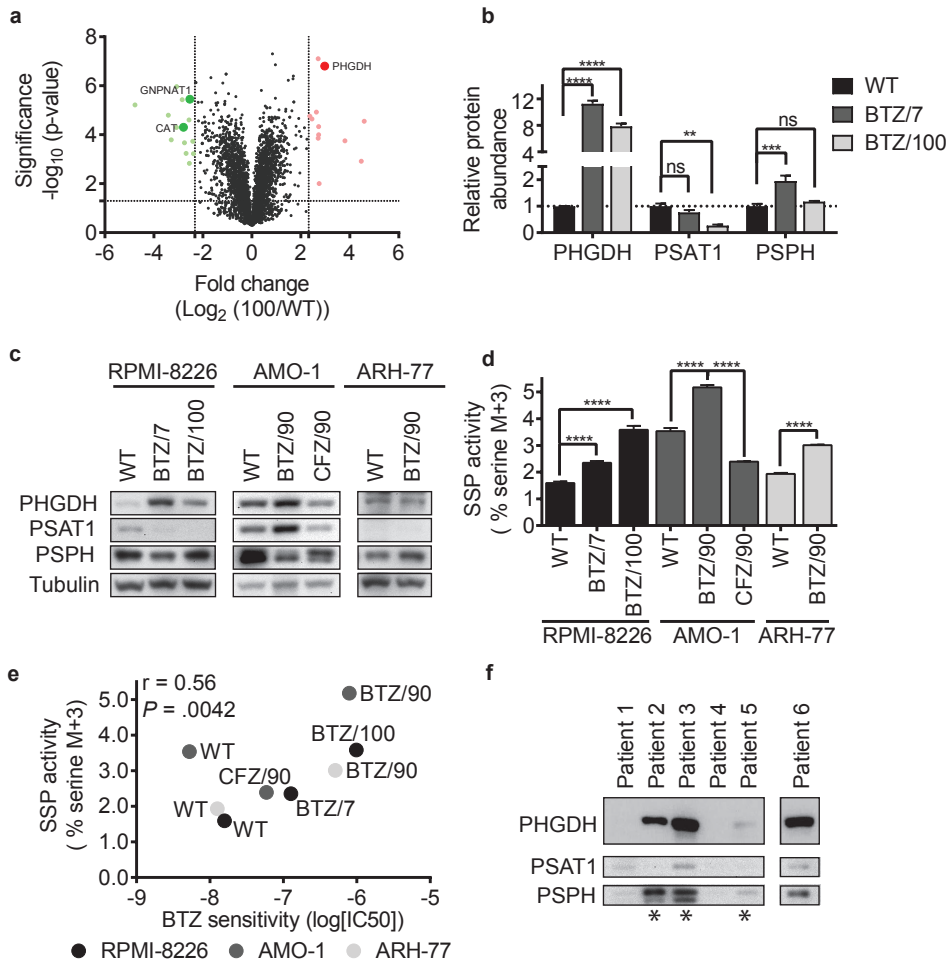 a
8
6
4
2
0
Significance
-log10 (p-value)
PHGDH
GNPNAT1
CAT
-6 -4 -2 0 2 4 6
Fold change
(Log2 (100/WT))
b
Relative protein
abundance
12
8
4
2
1
0
**** ****
ns **
*** ns
PHGDH PSAT1 PSPH
WT
BTZ/7
BTZ/100
c
RPMI-8226 AMO-1 ARH-77
WT BTZ/7 BTZ/100 WT BTZ/90 CFZ/90 WT BTZ/90
PHGDH
PSAT1
PSPH
Tubulin
d
SSP activity
( % serine M+3)
5
4
3
2
1
0
**** **** **** **** ****
WT BTZ/7 BTZ/100 WT BTZ/90 CFZ/90 WT BTZ/90
RPMI-8226 AMO-1 ARH-77
e
r = 0.56
P = .0042
SSP activity
( % serine M+3)
5.0
4.0
3.0
2.0
1.0
0.0
BTZ/90
BTZ/100
WT
BTZ/90
CFZ/90
BTZ/7
WT
WT
-9 -8 -7 -6 -5
BTZ sensitivity (log[IC50])
RPMI-8226 AMO-1 ARH-77
f
Patient 1 Patient 2 Patient 3 Patient 4 Patient 5 Patient 6
PHGDH
PSAT1
PSPH
* * *